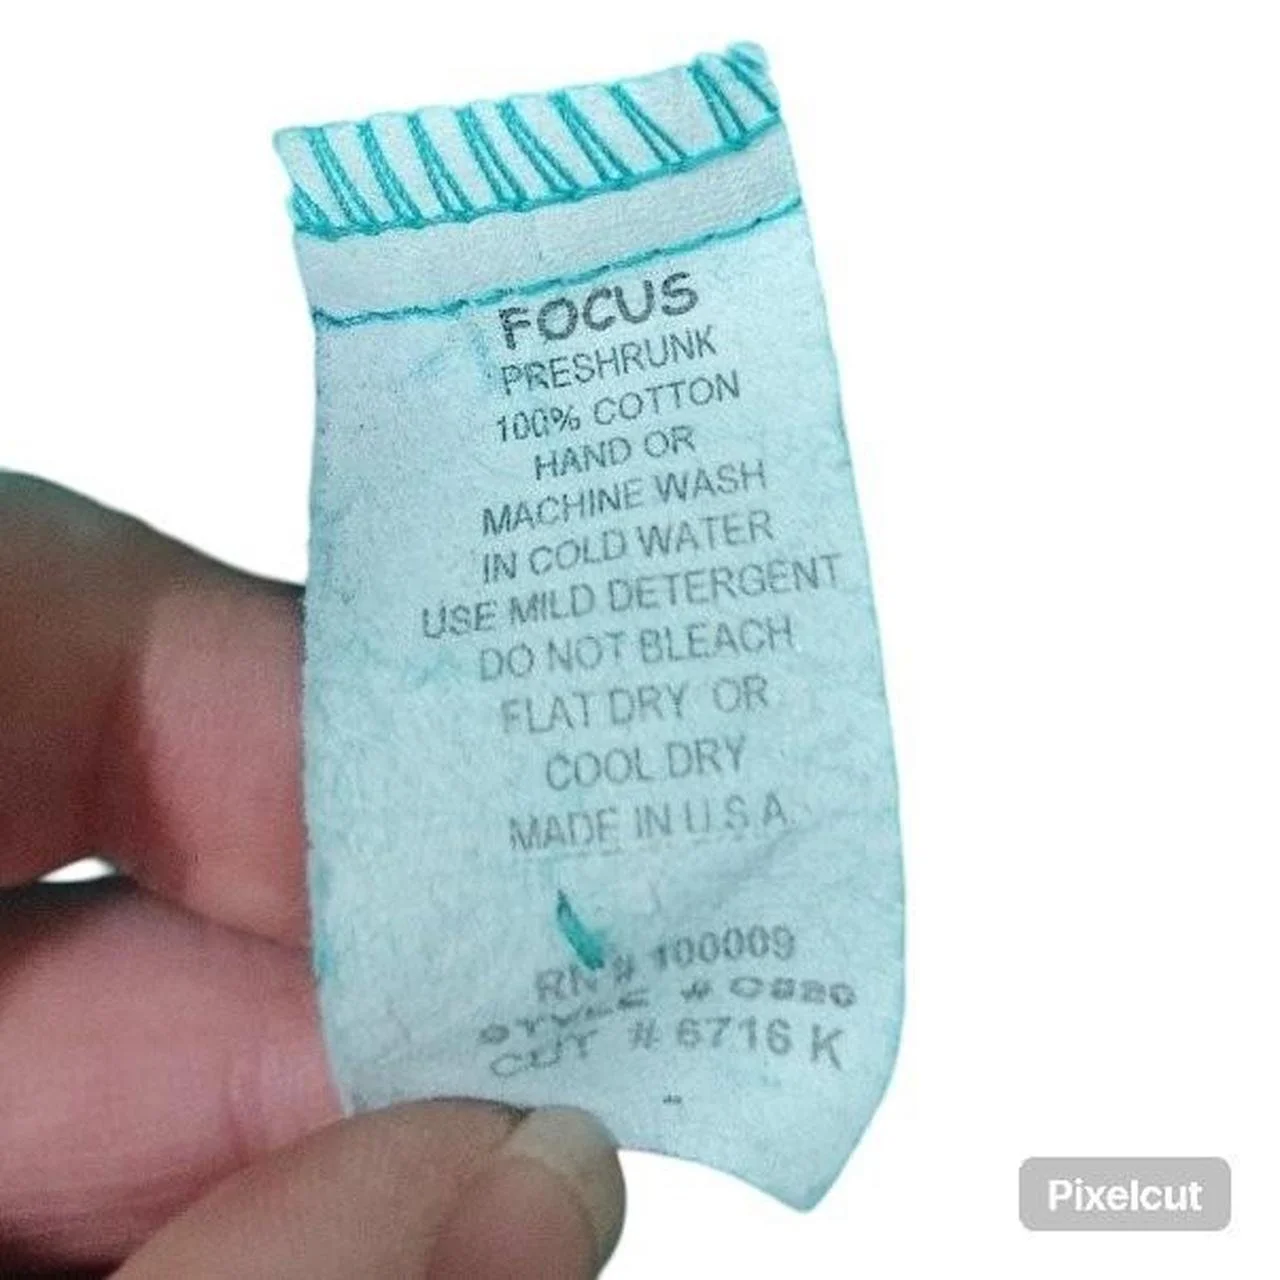 FOCUS
PRESHRUNK
100% COTTON
HAND OR
MACHINE WASH
IN COLD WATER
USE MILD DETERGENT
DO NOT BLEACH
FLAT DRY OR
COOL DRY
MADE IN U.S.A.
RN # 100009
STYLE #
CUT # 6716 K
Pixelcut